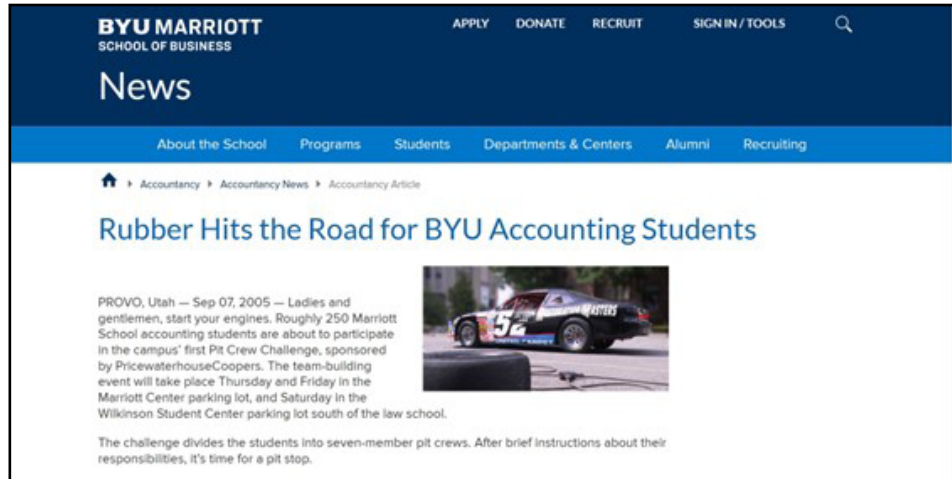 BYU MARRIOTT
SCHOOL OF BUSINESS
APPLY DONATE RECRUIT SIGN IN / TOOLS
News
About the School Programs Students Departments & Centers Alumni Recruiting
Accountancy Accountancy News Accountancy Article
Rubber Hits the Road for BYU Accounting Students
PROVO, Utah — Sep 07, 2005 — Ladies and
gentlemen, start your engines. Roughly 250 Marriott
School accounting students are about to participate
in the campus' first Pit Crew Challenge, sponsored
by PricewaterhouseCoopers. The team-building
event will take place Thursday and Friday in the
Marriott Center parking lot, and Saturday in the
Wilkinson Student Center parking lot south of the law school.
52
The challenge divides the students into seven-member pit crews. After brief instructions about their
responsibilities, it's time for a pit stop.